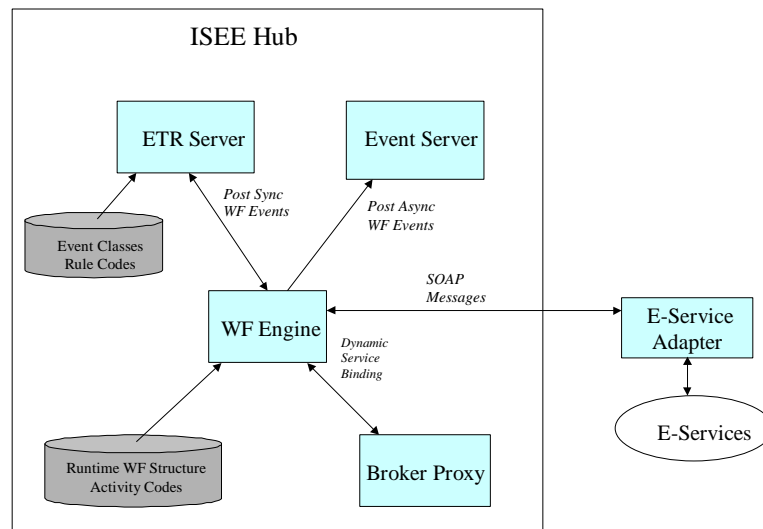 ISEE Hub
ETR Server
Event Server
Post Sync
WF Events
Post Async
WF Events
Event Classes
Rule Codes
SOAP
Messages
WF Engine
E-Service
Adapter
Dynamic
Service
Binding
E-Services
Runtime WF Structure
Activity Codes
Broker Proxy